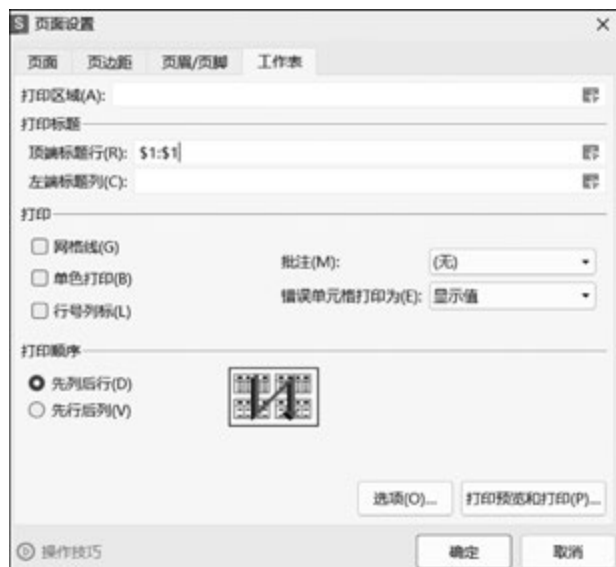 S 页面设置
页面 页边距 页眉/页脚 工作表
打印区域(A):
打印标题
顶端标题行(R): $1:$1
左端标题列(C):
打印
网格线(G)
批注(M): (无)
单色打印(B)
错误单元格打印为(E): 显示值
行号列标(L)
打印顺序
先列后行(D)
先行后列(V)
选项(O)... 打印预览和打印(P)...
操作技巧 确定 取消